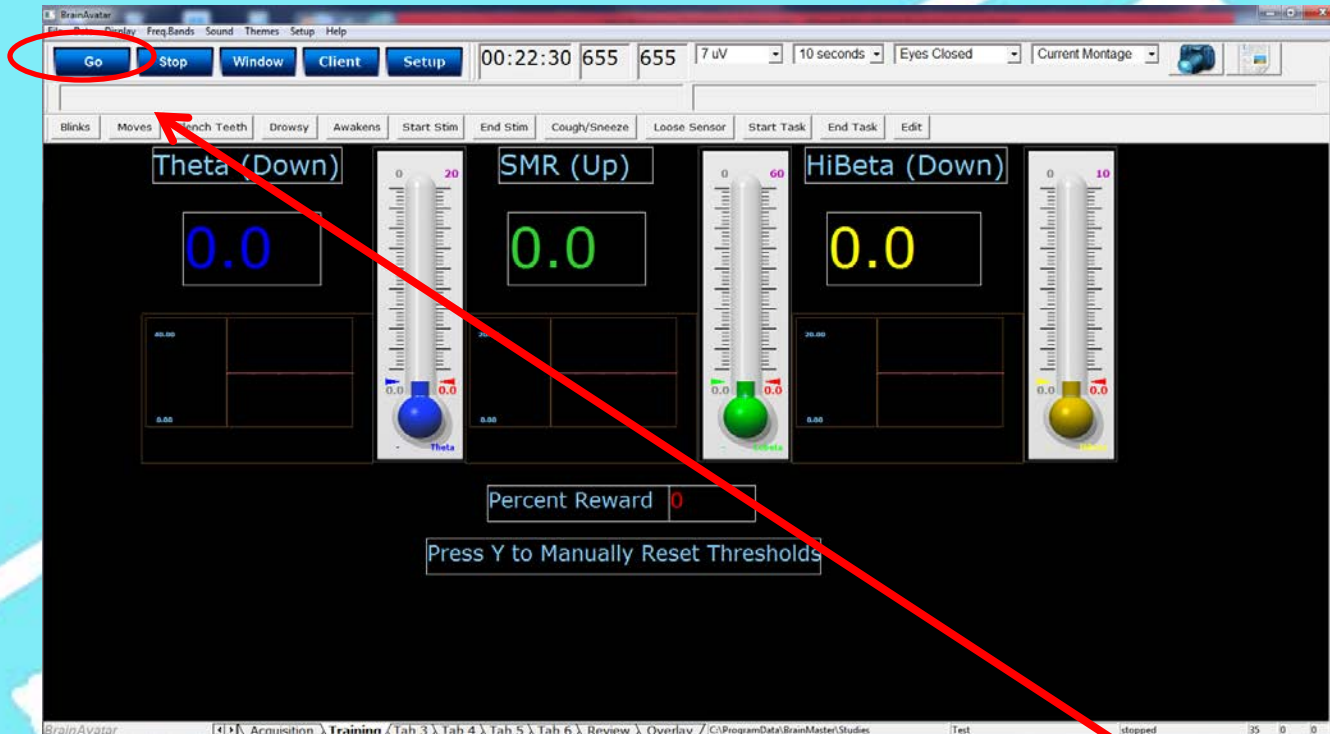 BrainAvatar
File Data Display Freq.Bands Sound Themes Setup Help
Go Stop Window Client Setup 00:22:30 655 655 7 uV 10 seconds Eyes Closed Current Montage
Blinks Moves Clench Teeth Drowsy Awakens Start Stim End Stim Cough/Sneeze Loose Sensor Start Task End Task Edit
Theta (Down) 0 20 SMR (Up) 0 60 HiBeta (Down) 0 10
0.0 0.0 0.0
40.00 20.00
0.0 0.0 0.0 0.0 0.0 0.0
0.00 0.00 0.00
Theta
Percent Reward 0
Press Y to Manually Reset Thresholds
BrainAvatar Acquisition Training Tab 3 Tab 4 Tab 5 Tab 6 Review Overlay C:\ProgramData\BrainMaster\Studies Test stopped 35 0 0